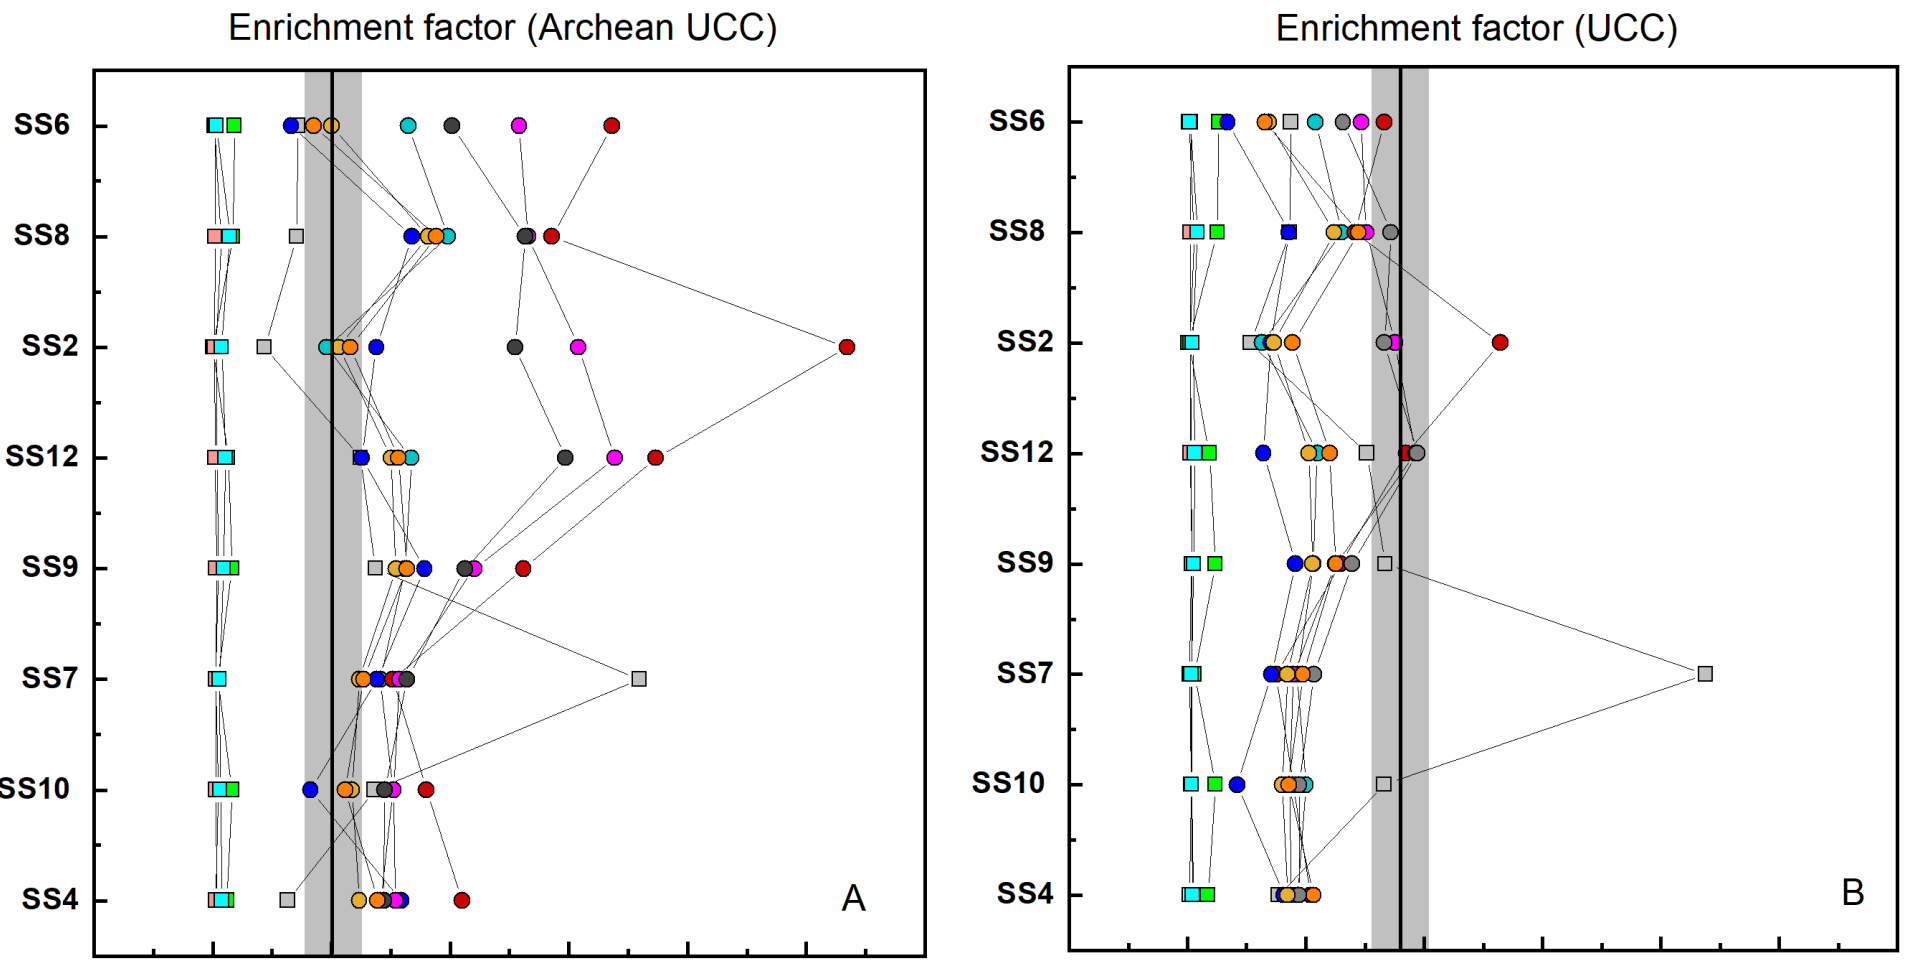 Enrichment factor (Archean UCC)
SS6
SS8
SS2
SS12
SS9
SS7
SS10
SS4
A
Enrichment factor (UCC)
SS6
SS8
SS2
SS12
SS9
SS7
SS10
SS4
B